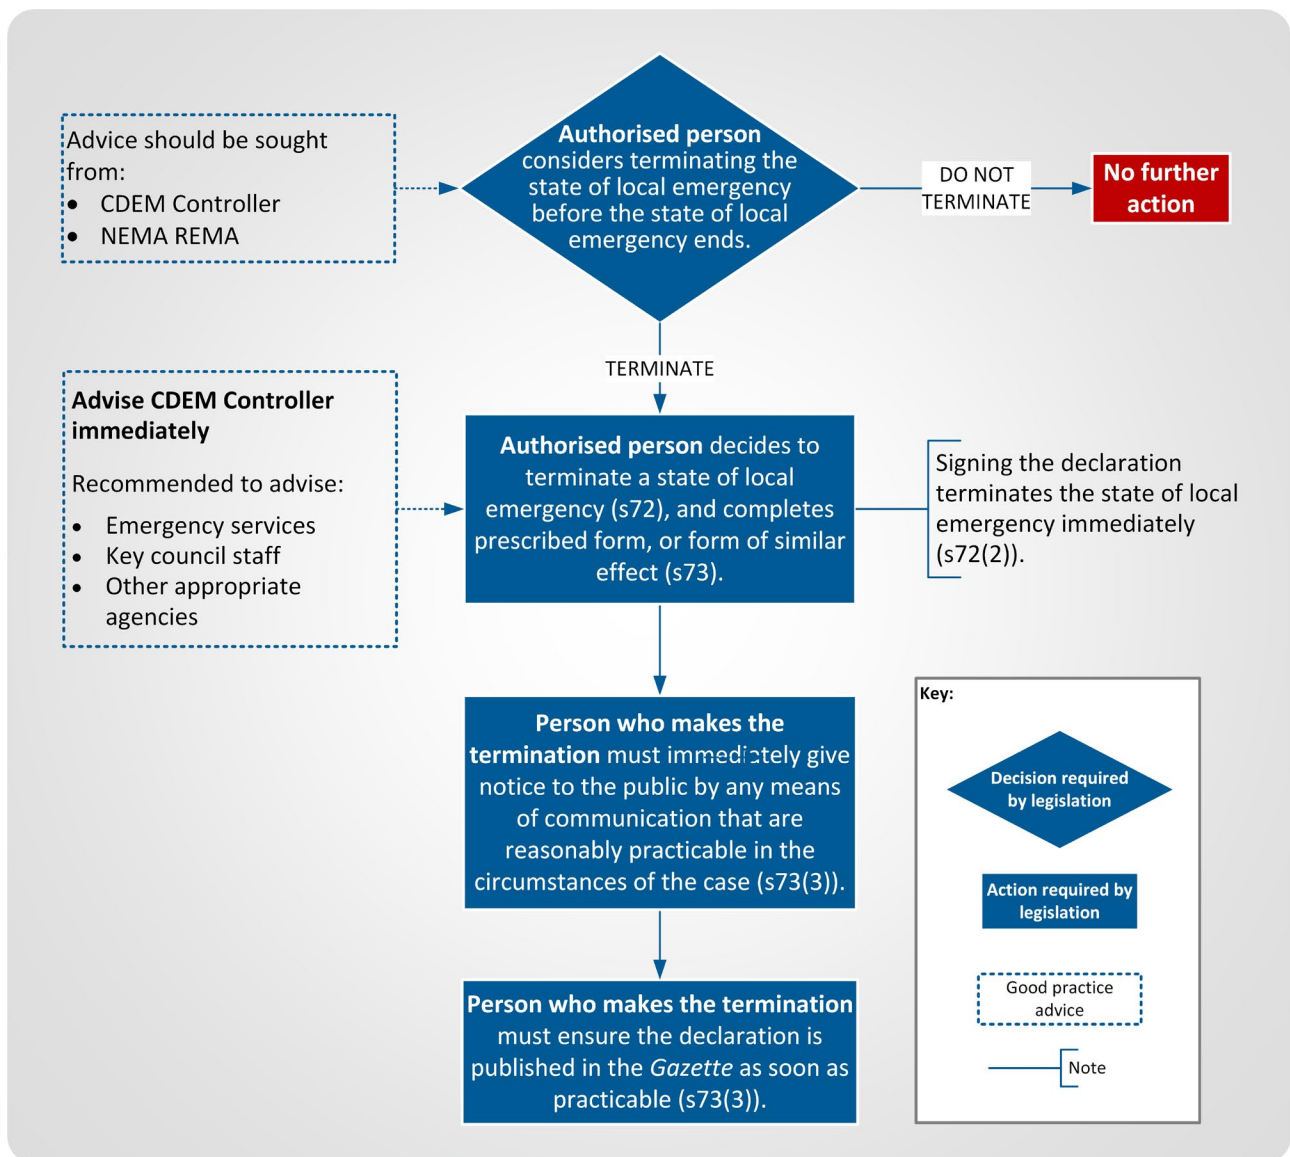 Advice should be sought
from:
• CDEM Controller
• NEMA REMA
Authorised person
considers terminating the
state of local emergency
before the state of local
emergency ends.
DO NOT
TERMINATE
No further
action
TERMINATE
Advise CDEM Controller
immediately
Recommended to advise:
• Emergency services
• Key council staff
• Other appropriate
agencies
Authorised person decides to
terminate a state of local
emergency (s72), and completes
prescribed form, or form of similar
effect (s73).
Signing the declaration
terminates the state of local
emergency immediately
(s72(2)).
Person who makes the
termination must give
notice to the public by any means
of communication that are
reasonably practicable in the
circumstances of the case (s73(3)).
Person who makes the termination
must ensure the declaration is
published in the Gazette as soon as
practicable (s73(3)).
Key:
Decision required
by legislation
Action required by
legislation
Good practice
advice
Note